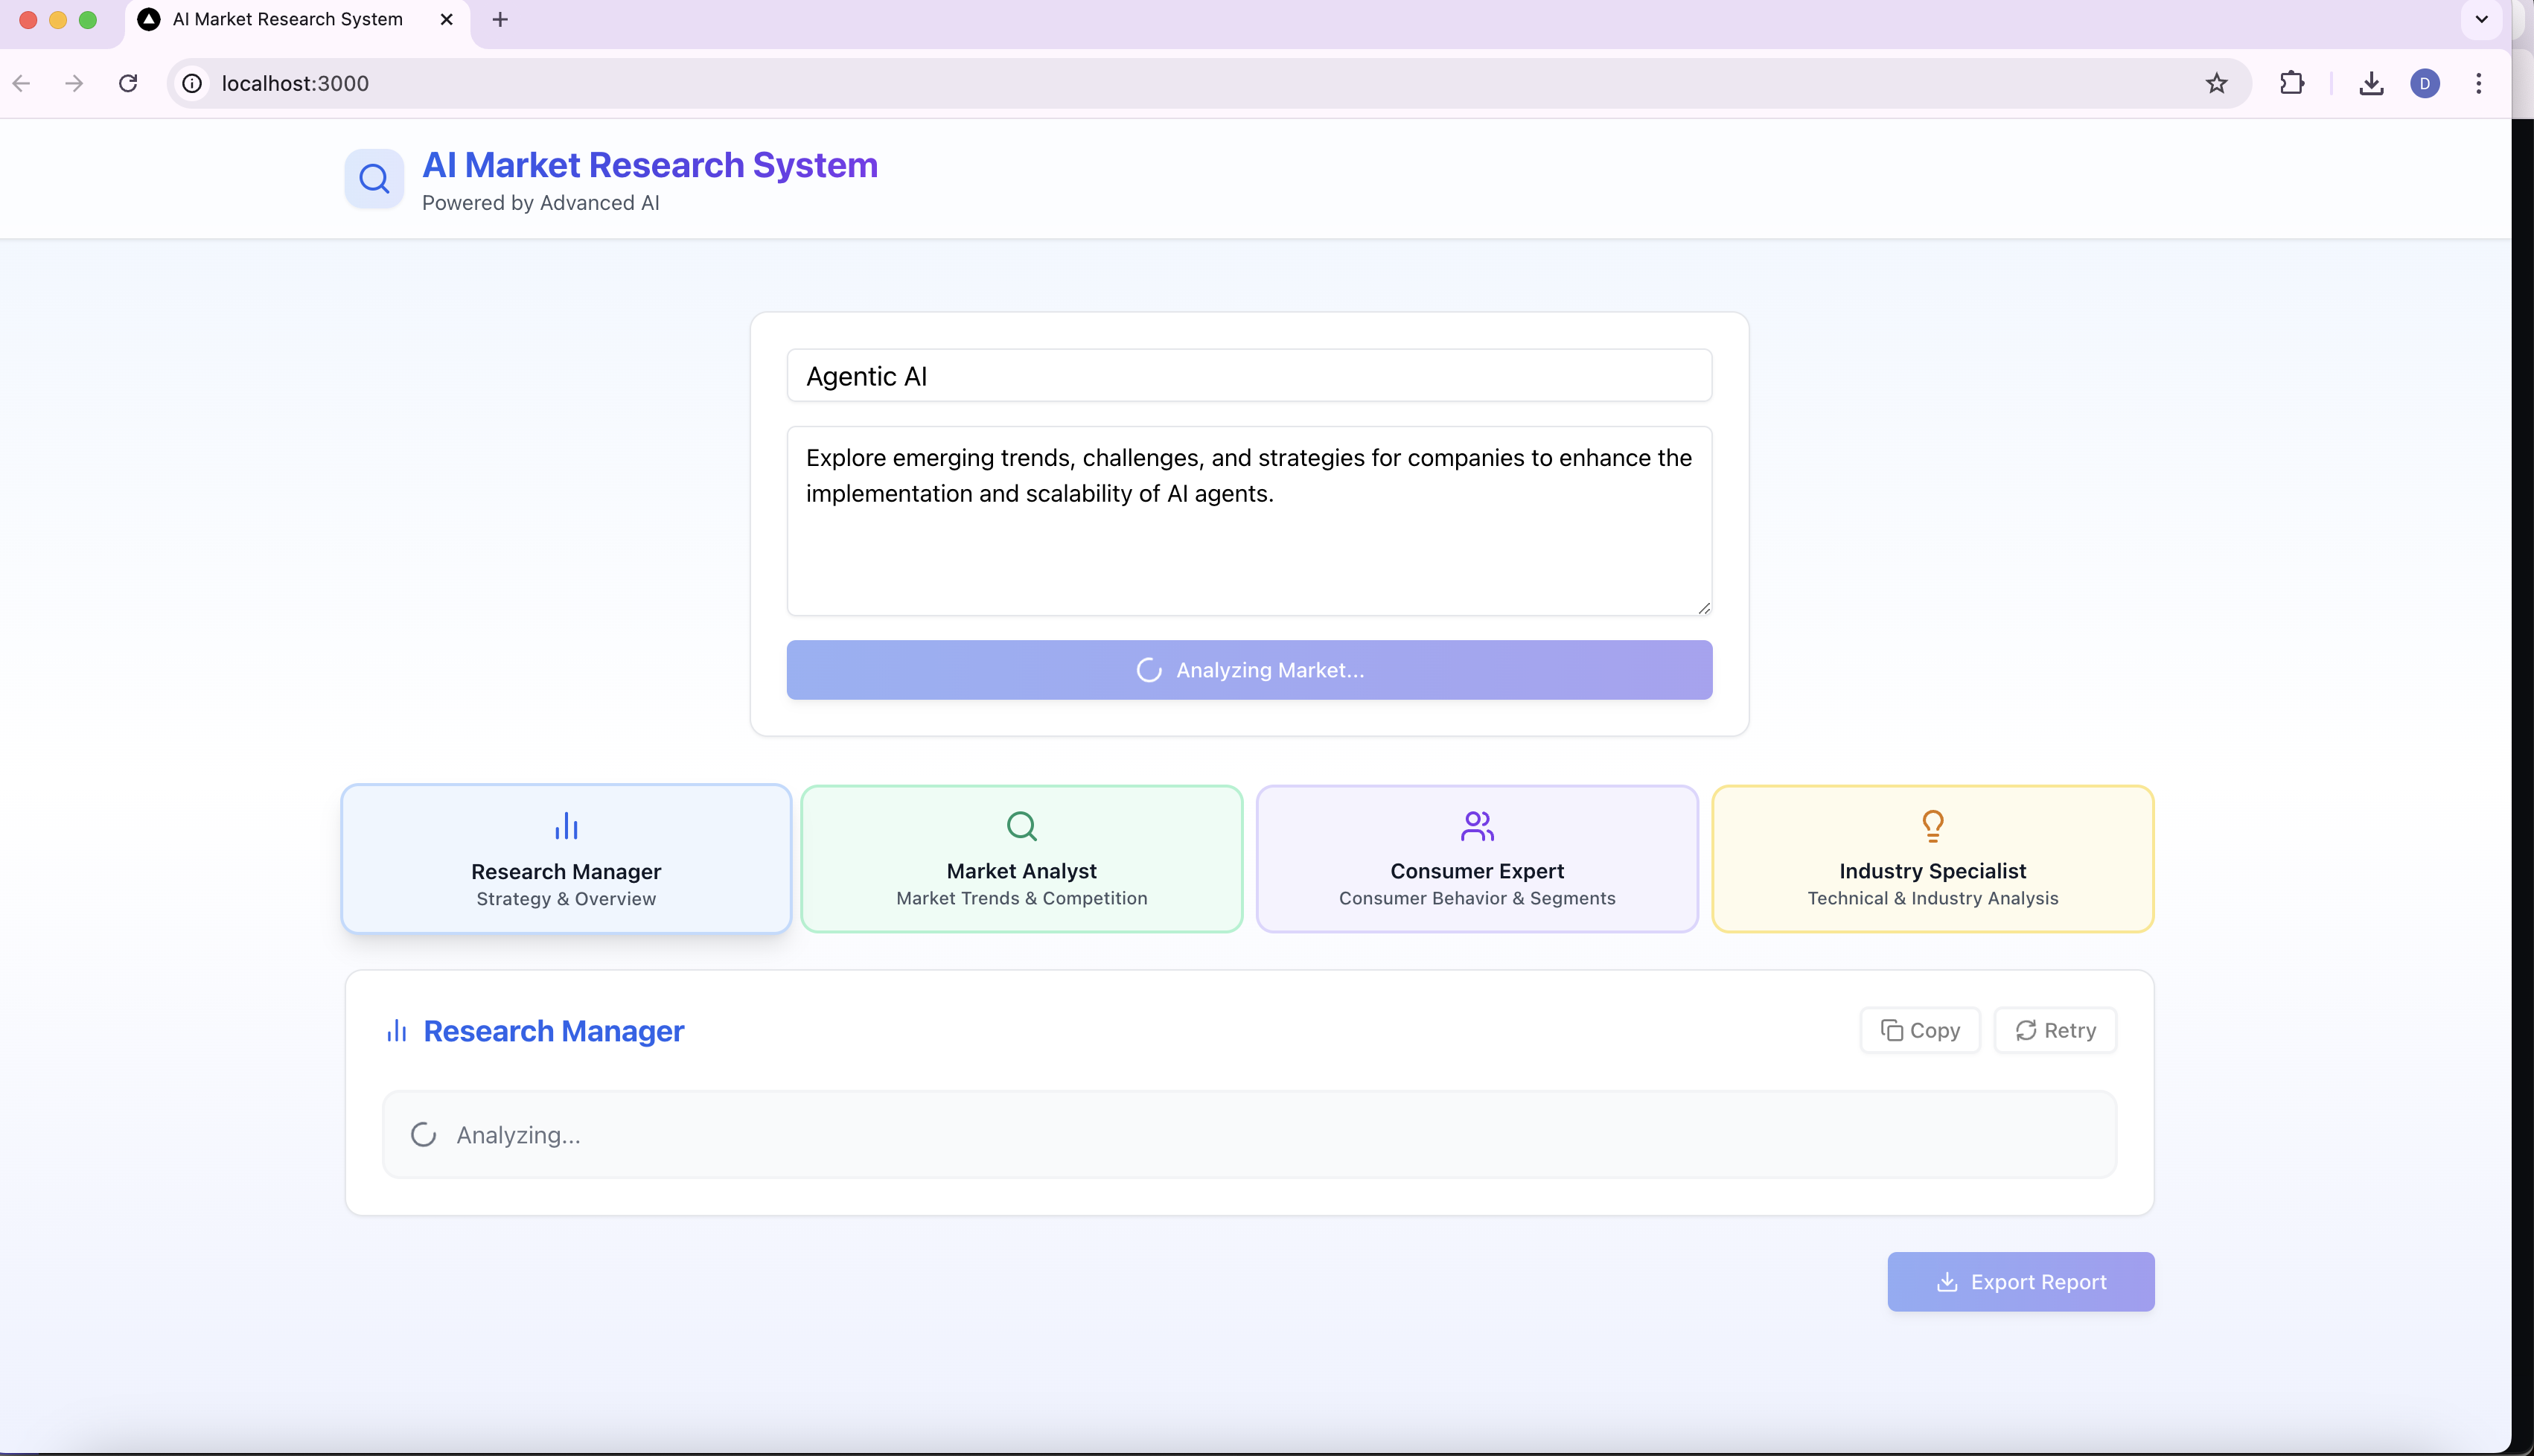 AI Market Research System
localhost:3000
D
AI Market Research System
Powered by Advanced AI
Agentic AI
Explore emerging trends, challenges, and strategies for companies to enhance the
implementation and scalability of AI agents.
Analyzing Market...
Research Manager
Strategy & Overview
Market Analyst
Market Trends & Competition
Consumer Expert
Consumer Behavior & Segments
Industry Specialist
Technical & Industry Analysis
Research Manager
Copy
Retry
Analyzing...
Export Report